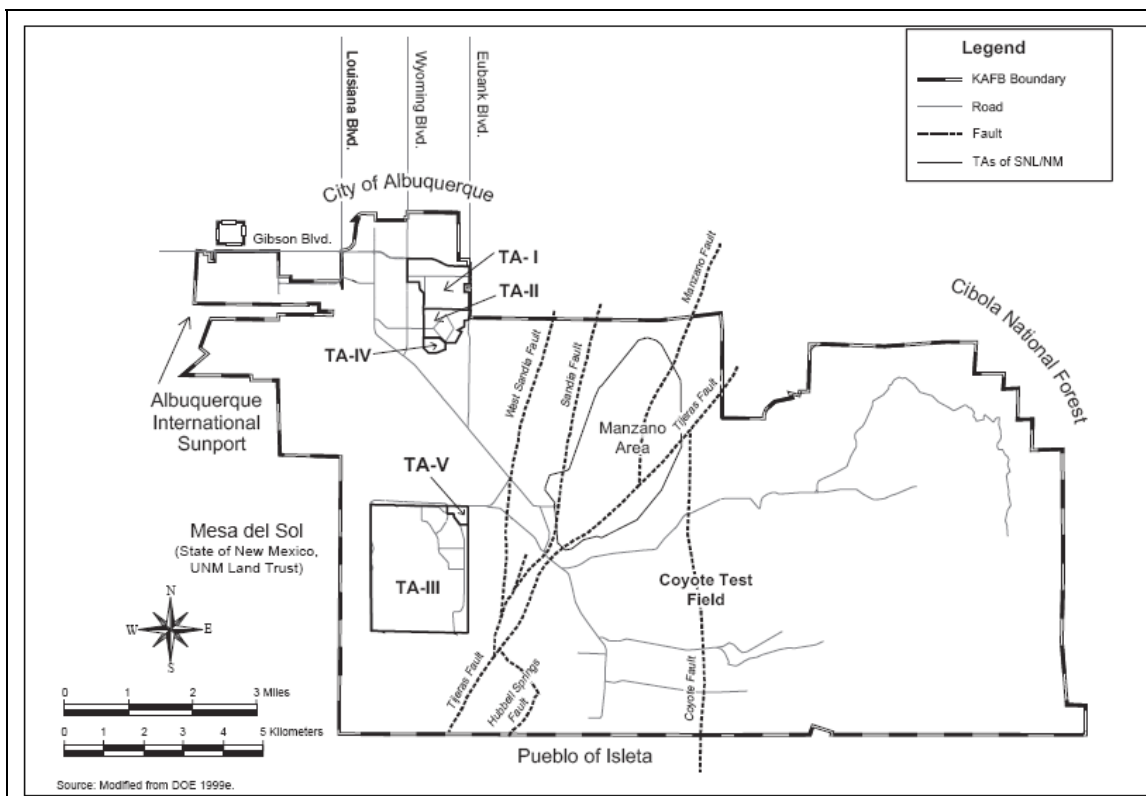 Louisiana Blvd.
Wyoming Blvd.
Eubank Blvd.
Legend
KAFB Boundary
Road
Fault
TAs of SNL/NM
City of Albuquerque
Gibson Blvd.
TA- I
TA-II
TA-IV
Albuquerque
International
Sunport
West Sandia Fault
Sandia Fault
Manzano Fault
Tijeras Fault
Manzano
Area
Cibola National Forest
TA-V
Mesa del Sol
(State of New Mexico,
UNM Land Trust)
TA-III
Coyote Test
Field
N
W
E
S
Tijeras Fault
Hubbell Springs
Fault
Coyote Fault
0 1 2 3 Miles
0 1 2 3 4 5 Kilometers
Pueblo of Isleta
Source: Modified from DOE 1999e.